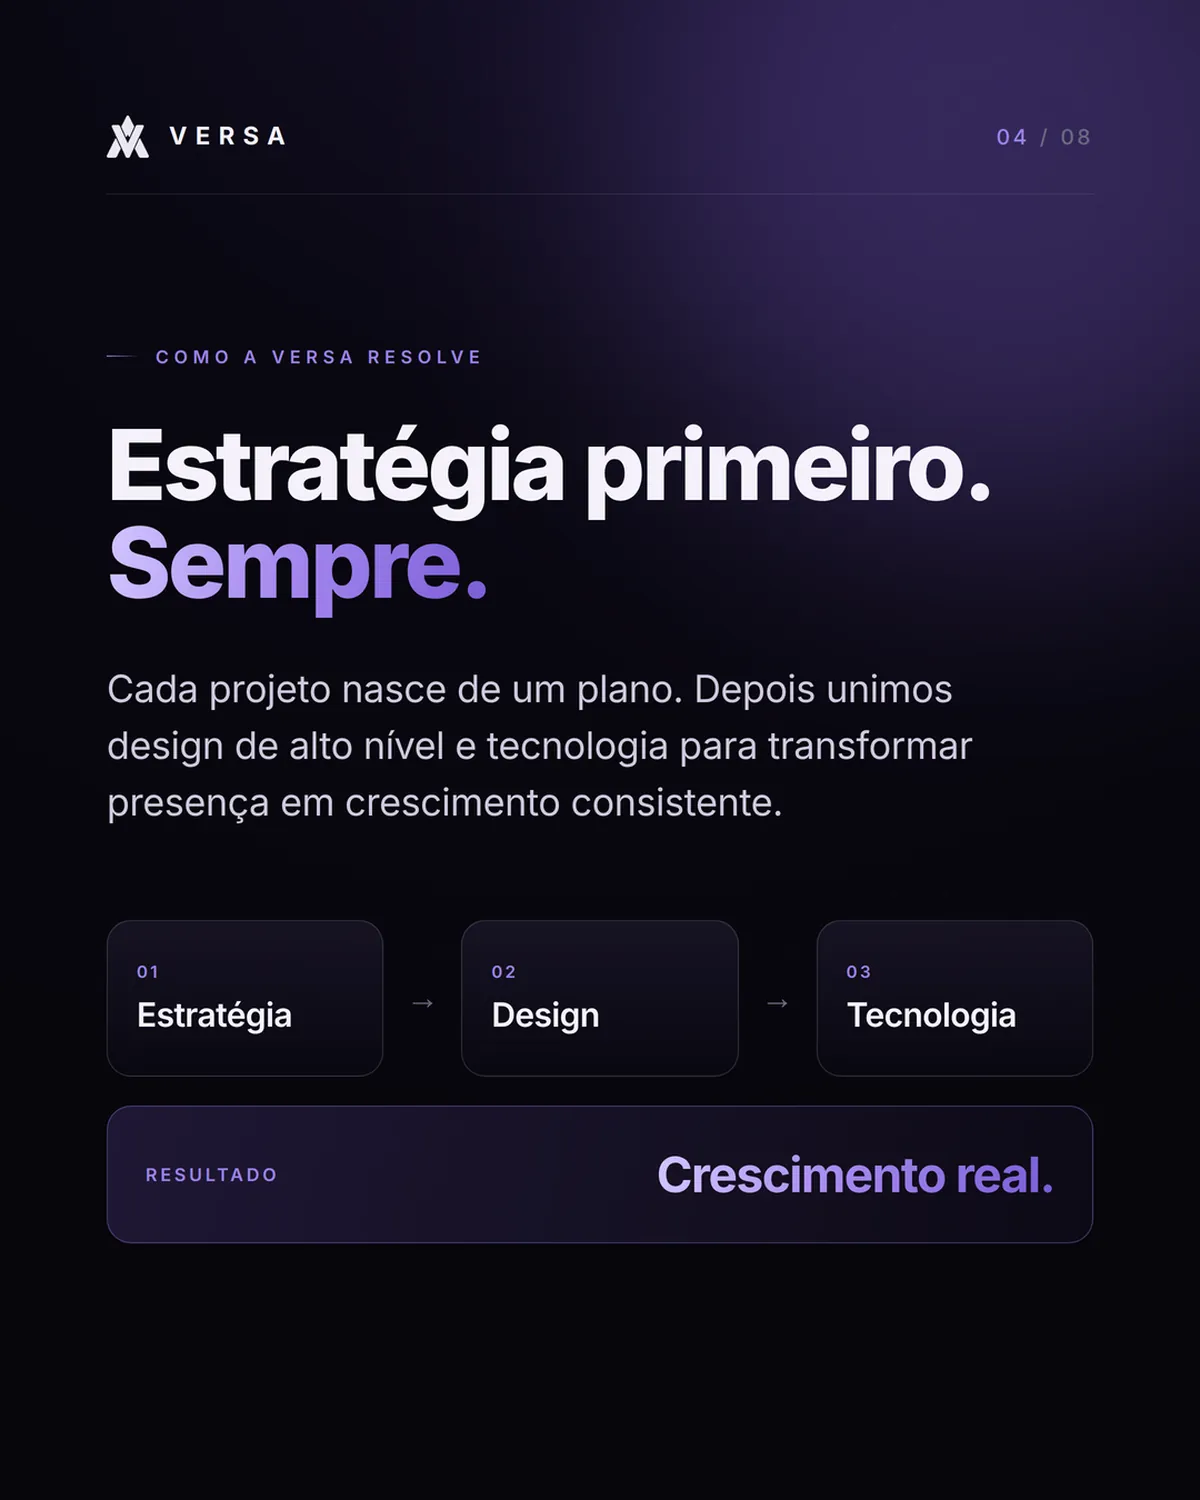 VERSA
04 / 08
COMO A VERSA RESOLVE
Estratégia primeiro.
Sempre.
Cada projeto nasce de um plano. Depois unimos
design de alto nível e tecnologia para transformar
presença em crescimento consistente.
01
Estratégia
→
02
Design
→
03
Tecnologia
RESULTADO
Crescimento real.